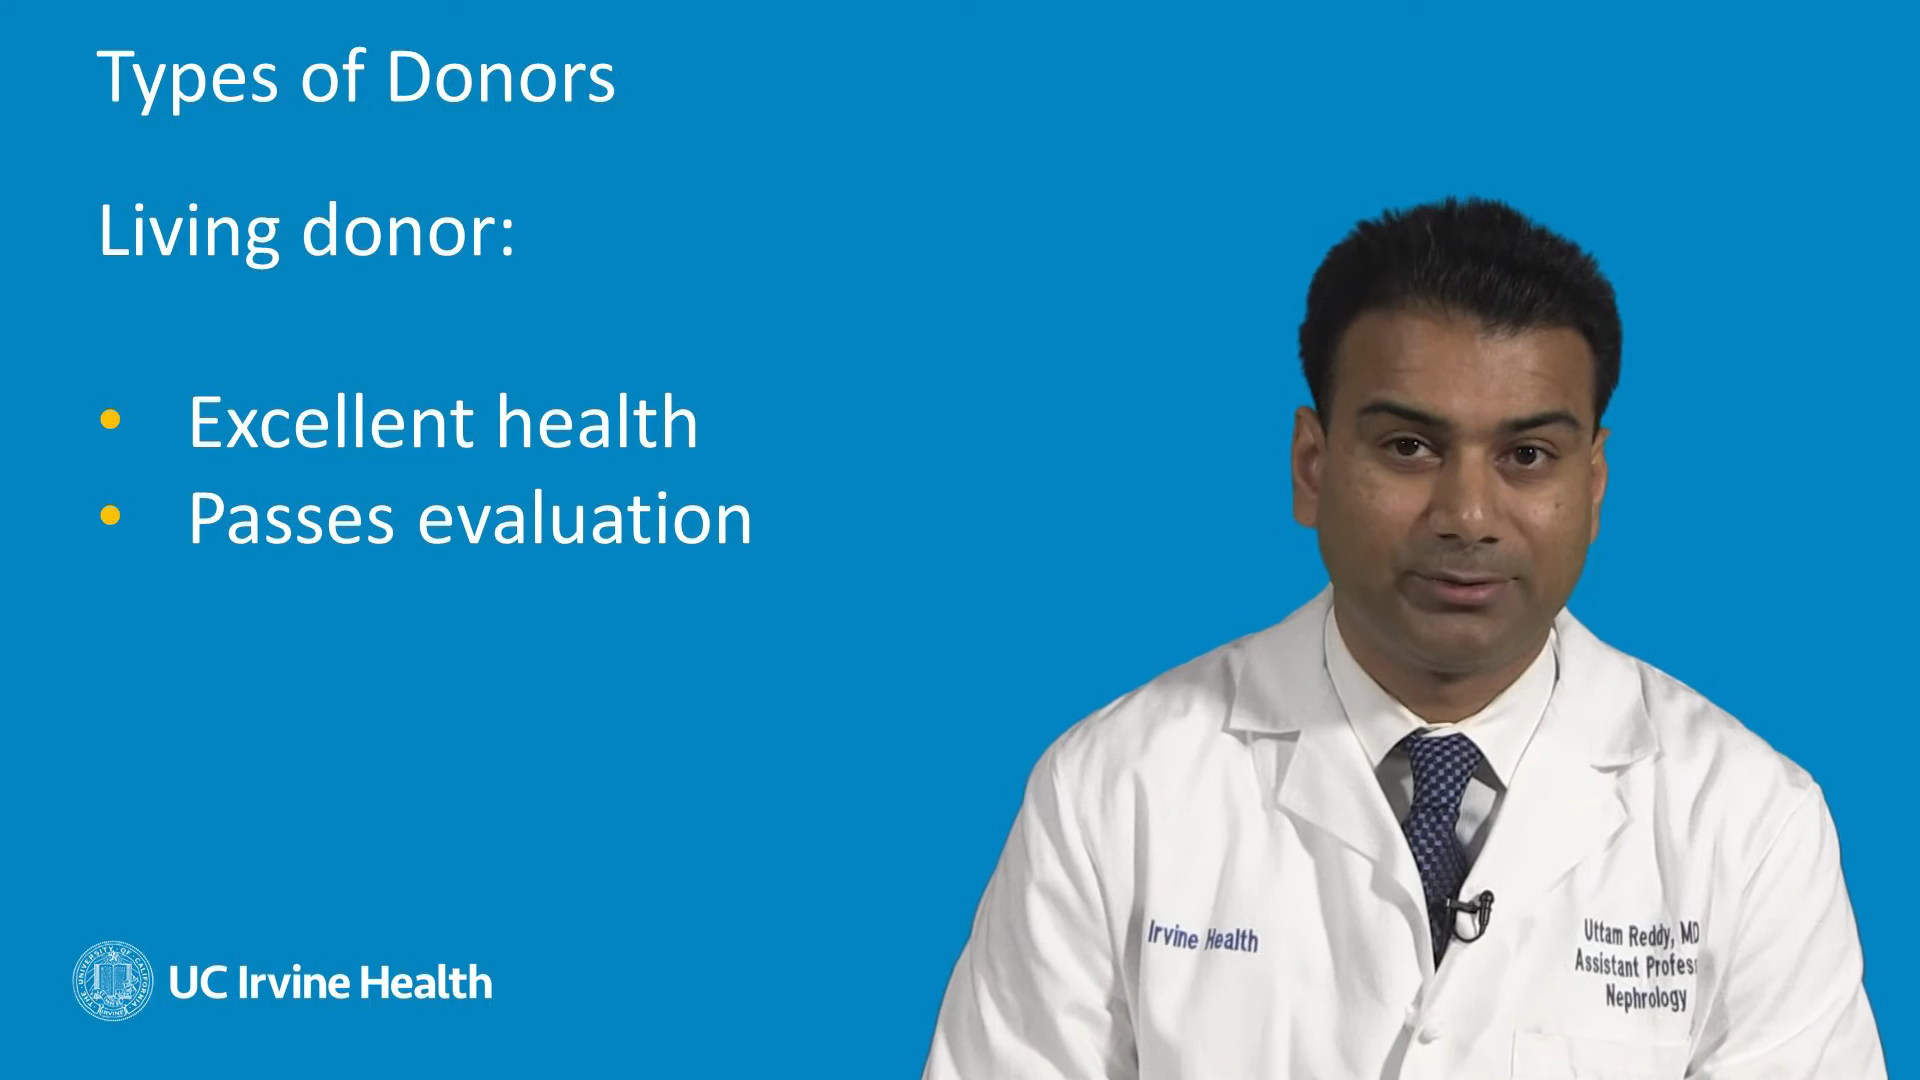 Types of Donors
Living donor:
• Excellent health
• Passes evaluation
UC Irvine Health
Irvine Health
Uttam Reddy, MD
Assistant Profes
Nephrology